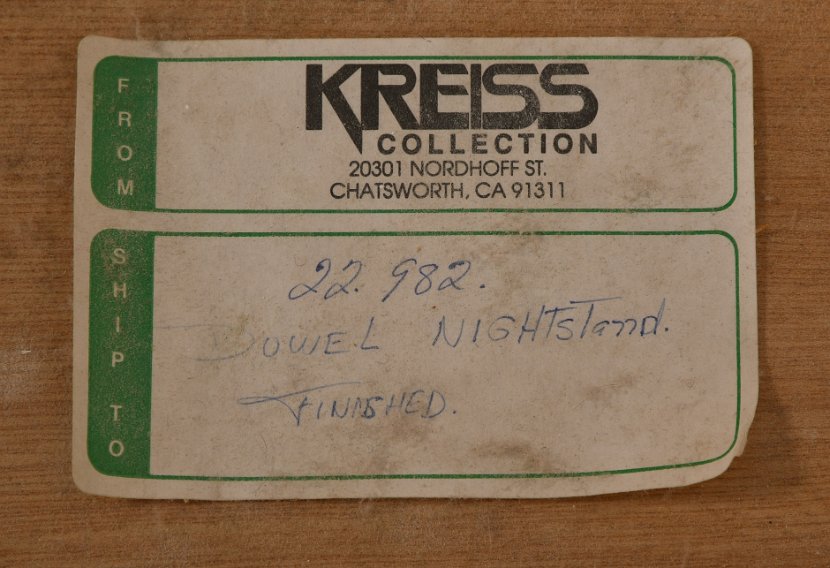 FROM
KREISS
COLLECTION
20301 NORDHOFF ST.
CHATSWORTH, CA 91311
SHIP TO
22.982.
DOWEL NIGHTSTand.
FINISHED.